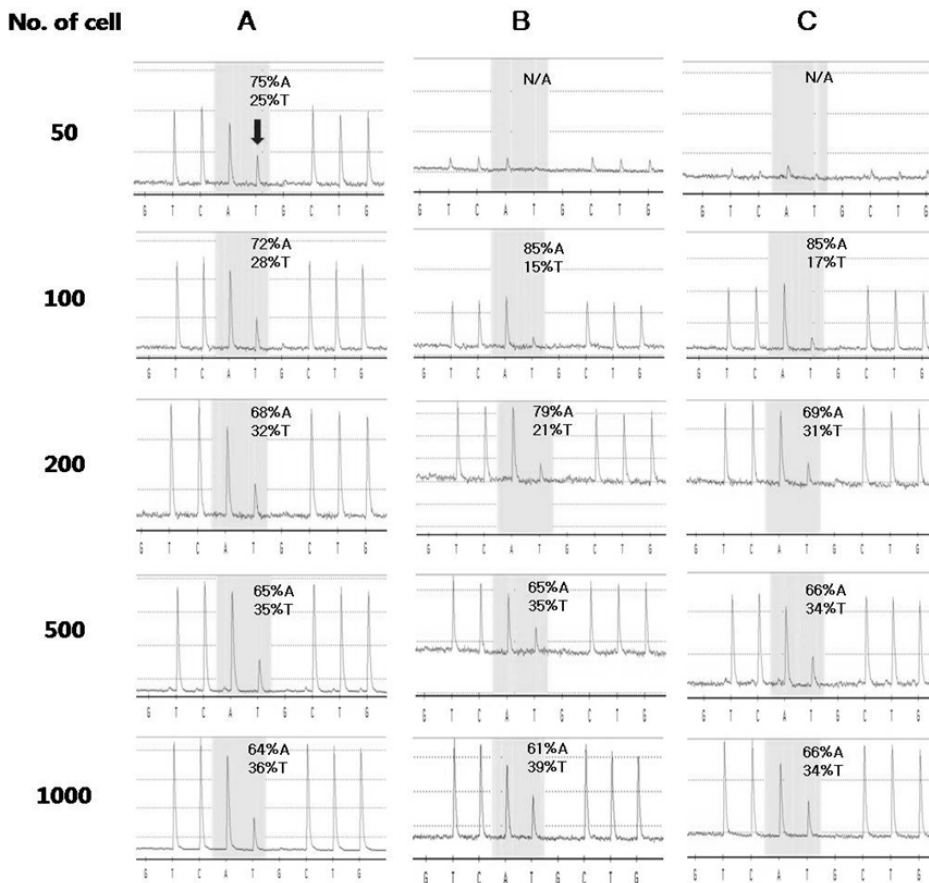 No. of cell A B C
50
75%A
25%T
N/A
N/A
G T C A T G C T G
G T C A T G C T G
G T C A T G C T G
100
72%A
28%T
85%A
15%T
85%A
17%T
G T C A T G C T G
G T C A T G C T G
G T C A T G C T G
200
68%A
32%T
79%A
21%T
69%A
31%T
G T C A T G C T G
G T C A T G C T G
G T C A T G C T G
500
65%A
35%T
65%A
35%T
66%A
34%T
G T C A T G C T G
G T C A T G C T G
G T C A T G C T G
1000
64%A
36%T
61%A
39%T
66%A
34%T
G T C A T G C T G
G T C A T G C T G
G T C A T G C T G